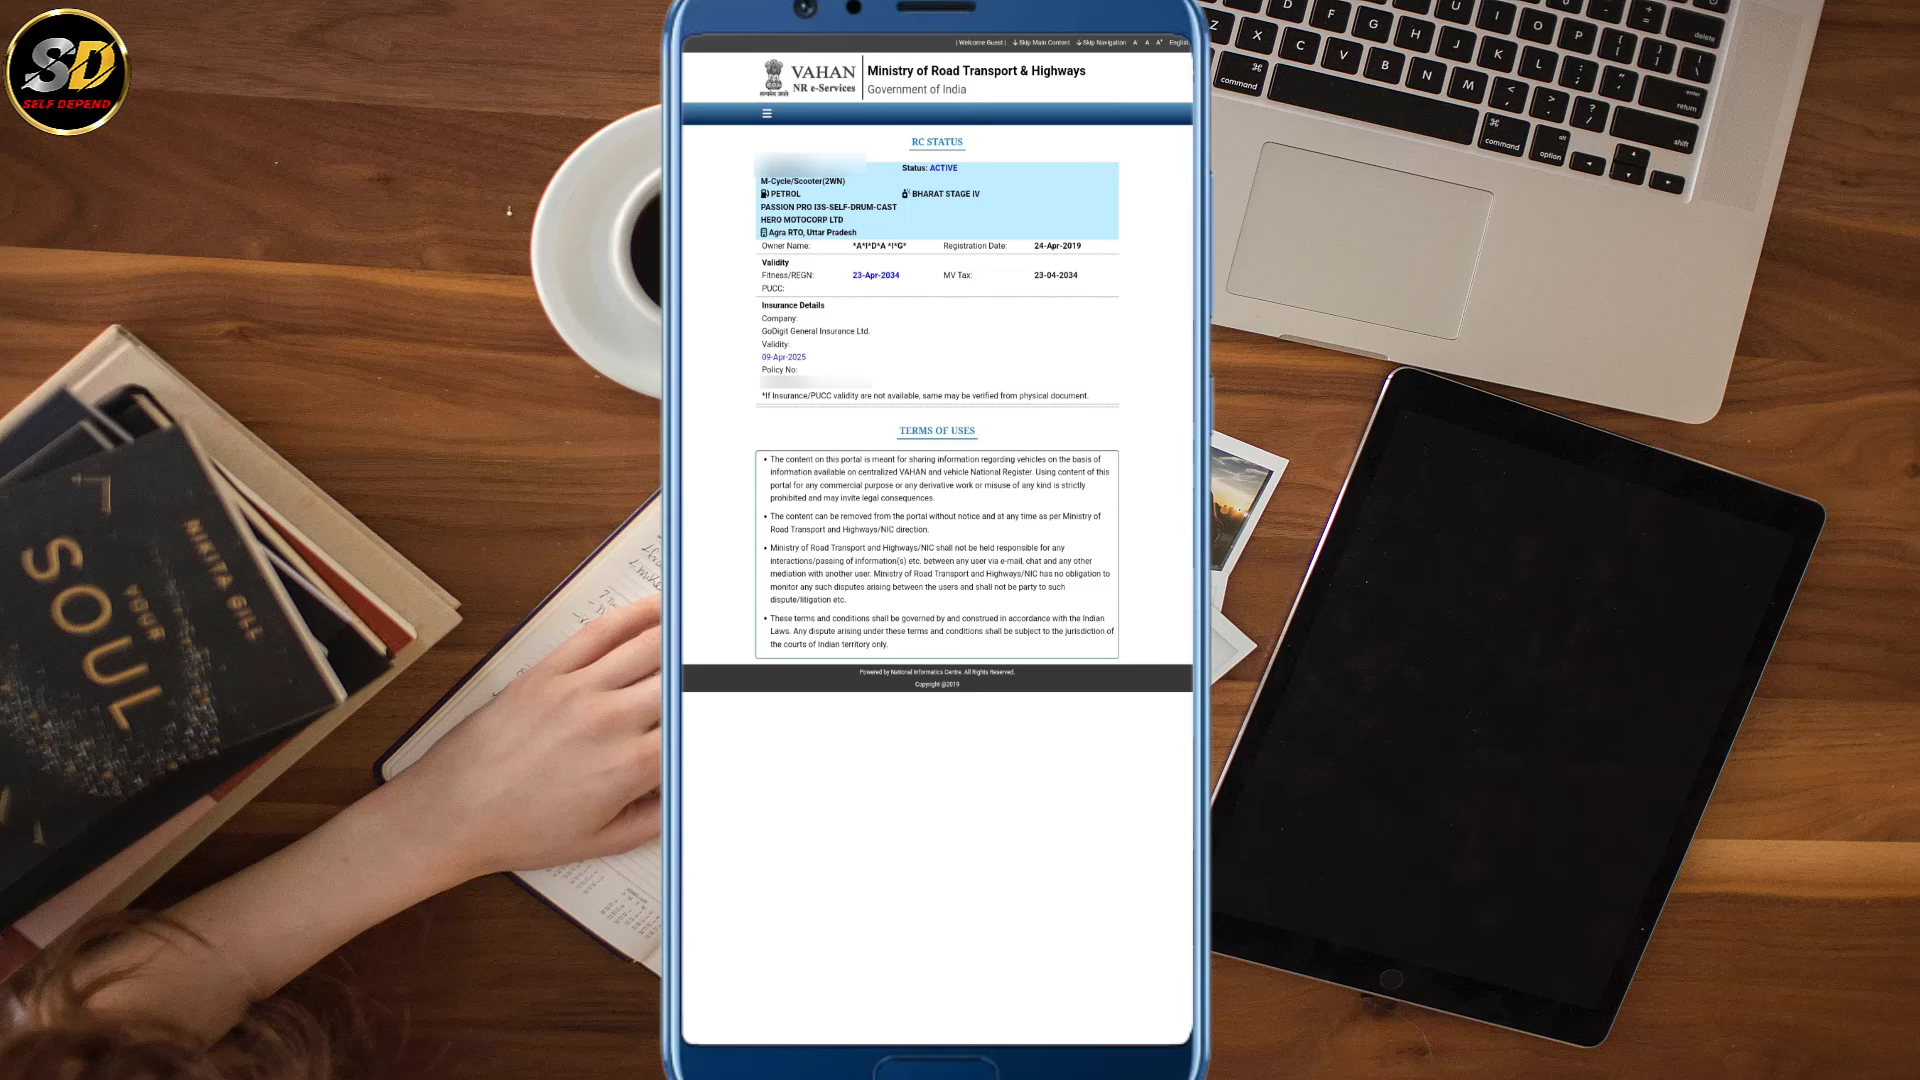 SD
SELF DEPEND
| Welcome Guest | Skip Main Content Skip Navigation A A A+ English
VAHAN
NR e-Services
सत्यमेव जयते
Ministry of Road Transport & Highways
Government of India
RC STATUS
Status: ACTIVE
M-Cycle/Scooter(2WN)
PETROL BHARAT STAGE IV
PASSION PRO I3S-SELF-DRUM-CAST
HERO MOTOCORP LTD
Agra RTO, Uttar Pradesh
Owner Name: *A*I*D*A *I*G* Registration Date: 24-Apr-2019
Validity
Fitness/REGN: 23-Apr-2034 MV Tax: 23-04-2034
PUCC:
Insurance Details
Company:
GoDigit General Insurance Ltd.
Validity:
09-Apr-2025
Policy No:
*If Insurance/PUCC validity are not available, same may be verified from physical document.
TERMS OF USES
• The content on this portal is meant for sharing information regarding vehicles on the basis of
information available on centralized VAHAN and vehicle National Register. Using content of this
portal for any commercial purpose or any derivative work or misuse of any kind is strictly
prohibited and may invite legal consequences.
• The content can be removed from the portal without notice and at any time as per Ministry of
Road Transport and Highways/NIC direction.
• Ministry of Road Transport and Highways/NIC shall not be held responsible for any
interactions/passing of information(s) etc. between any user via e-mail, chat and any other
mediation with another user. Ministry of Road Transport and Highways/NIC has no obligation to
monitor any such disputes arising between the users and shall not be party to such
dispute/litigation etc.
• These terms and conditions shall be governed by and construed in accordance with the Indian
Laws. Any dispute arising under these terms and conditions shall be subject to the jurisdiction of
the courts of Indian territory only.
Powered by National Informatics Centre. All Rights Reserved.
Copyright @2019
NIKITA GILL
YOUR
SOUL
D F G U I O P
Z X C V B N M H J K L
command
command
option
delete
enter
return
shift
alt